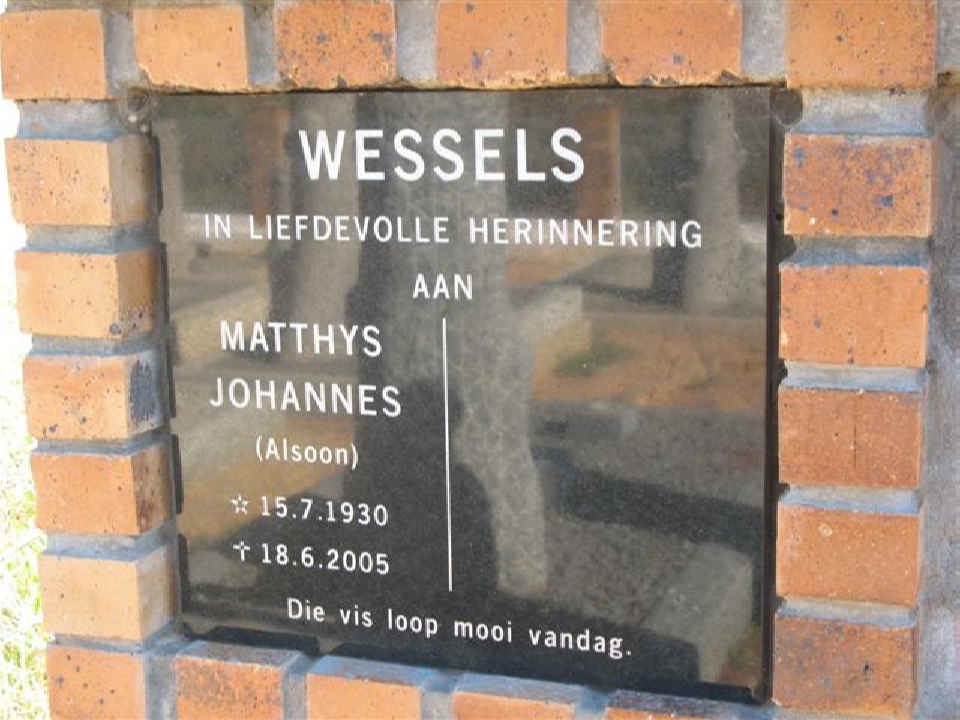 WESSELS
IN LIEFDEVOLLE HERINNERING
AAN
MATTHYS
JOHANNES
(Alsoon)
☆ 15.7.1930
✝ 18.6.2005
Die vis loop mooi vandag.